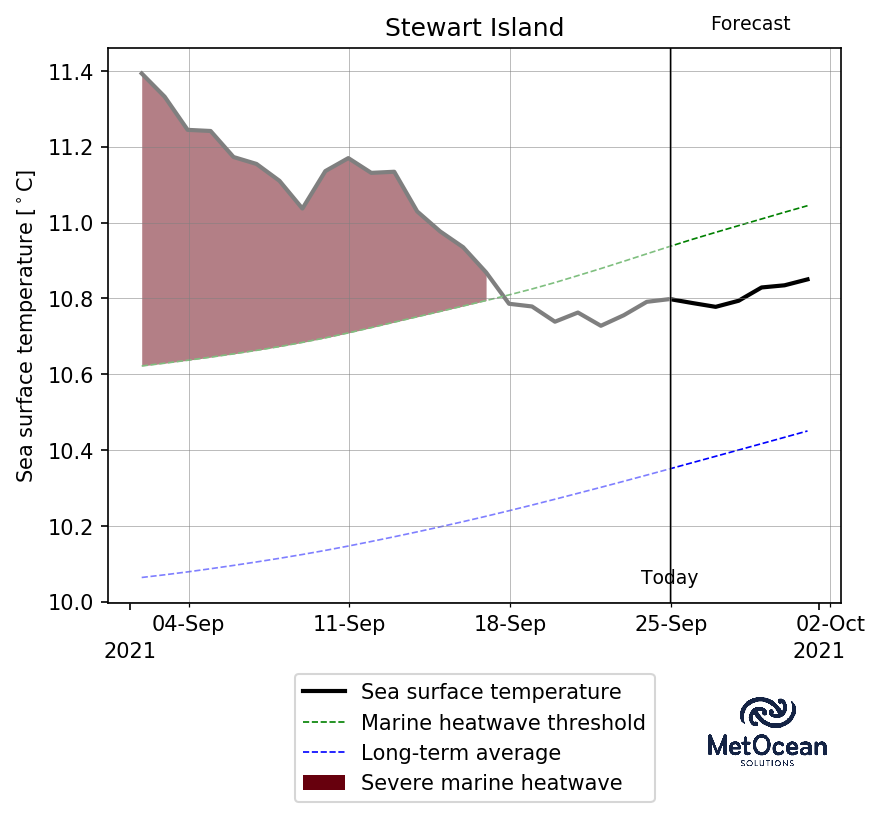 Stewart Island
Forecast
Sea surface temperature [°C]
11.4
11.2
11.0
10.8
10.6
10.4
10.2
10.0
Today
04-Sep
11-Sep
18-Sep
25-Sep
02-Oct
2021
2021
Sea surface temperature
Marine heatwave threshold
Long-term average
Severe marine heatwave
MetOcean
SOLUTIONS